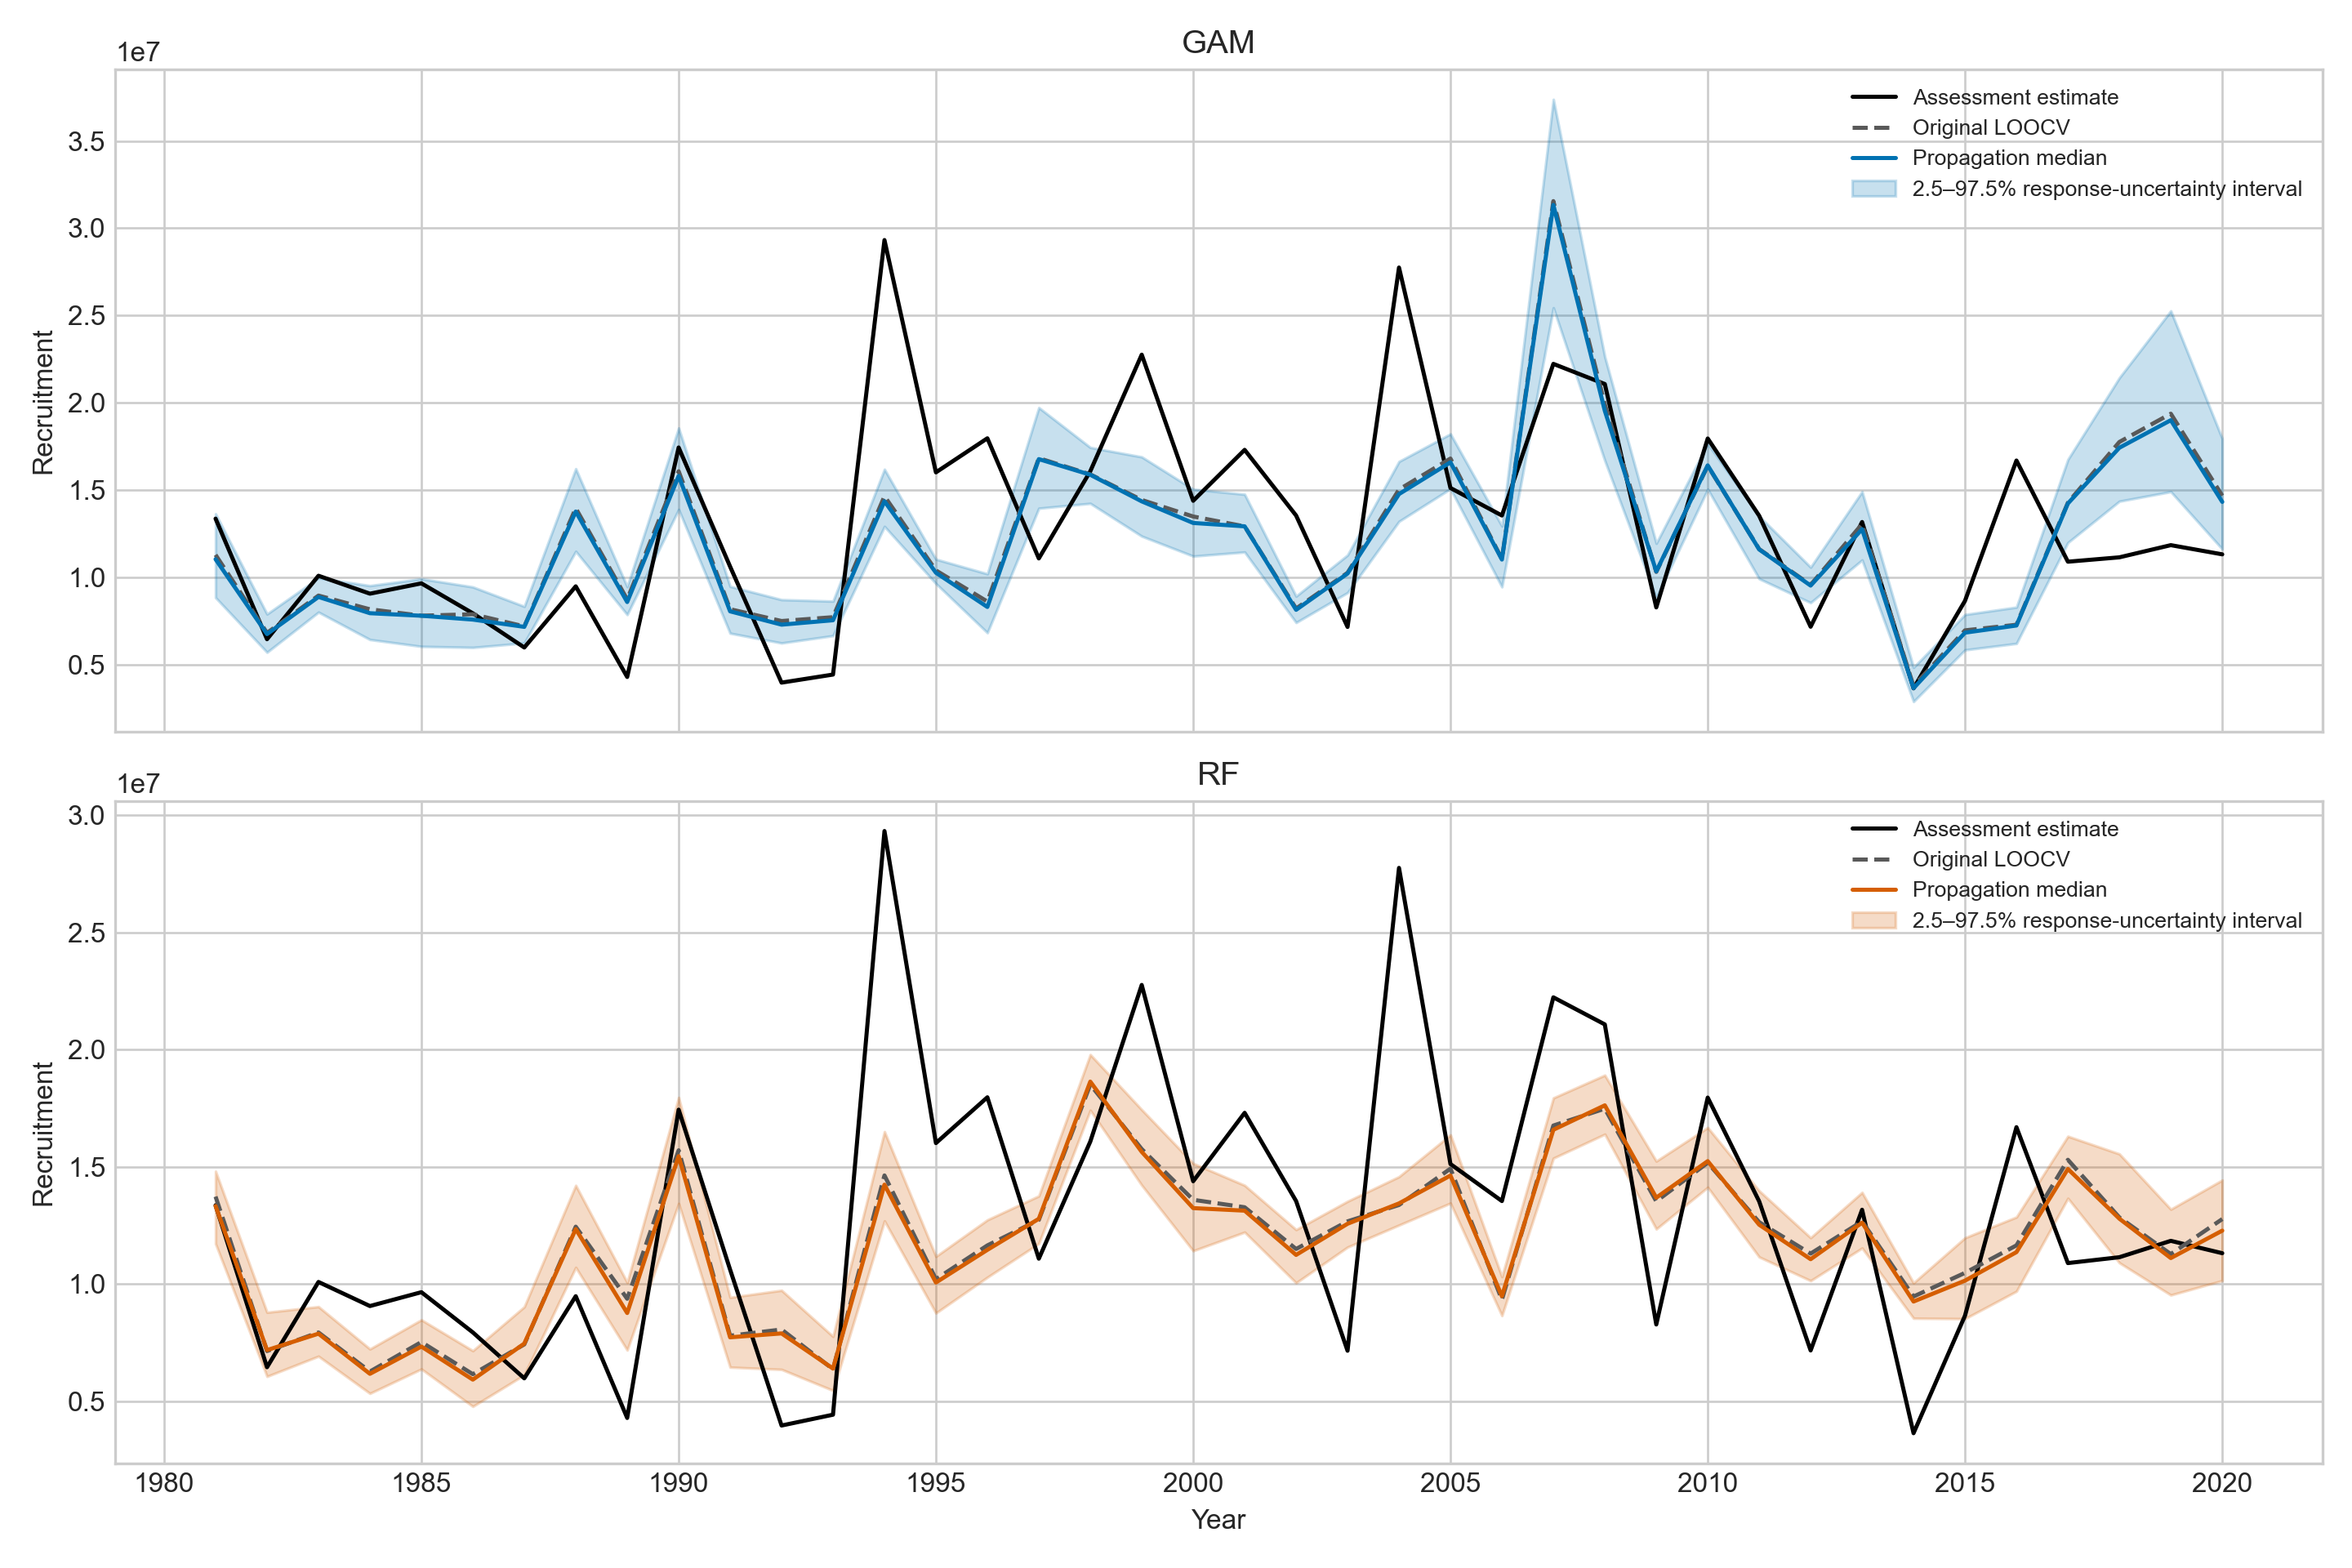 GAM
1e7
Assessment estimate
Original LOOCV
Propagation median
2.5–97.5% response-uncertainty interval
3.5
3.0
2.5
2.0
1.5
1.0
0.5
Recruitment
RF
1e7
Assessment estimate
Original LOOCV
Propagation median
2.5–97.5% response-uncertainty interval
3.0
2.5
2.0
1.5
1.0
0.5
Recruitment
1980 1985 1990 1995 2000 2005 2010 2015 2020
Year